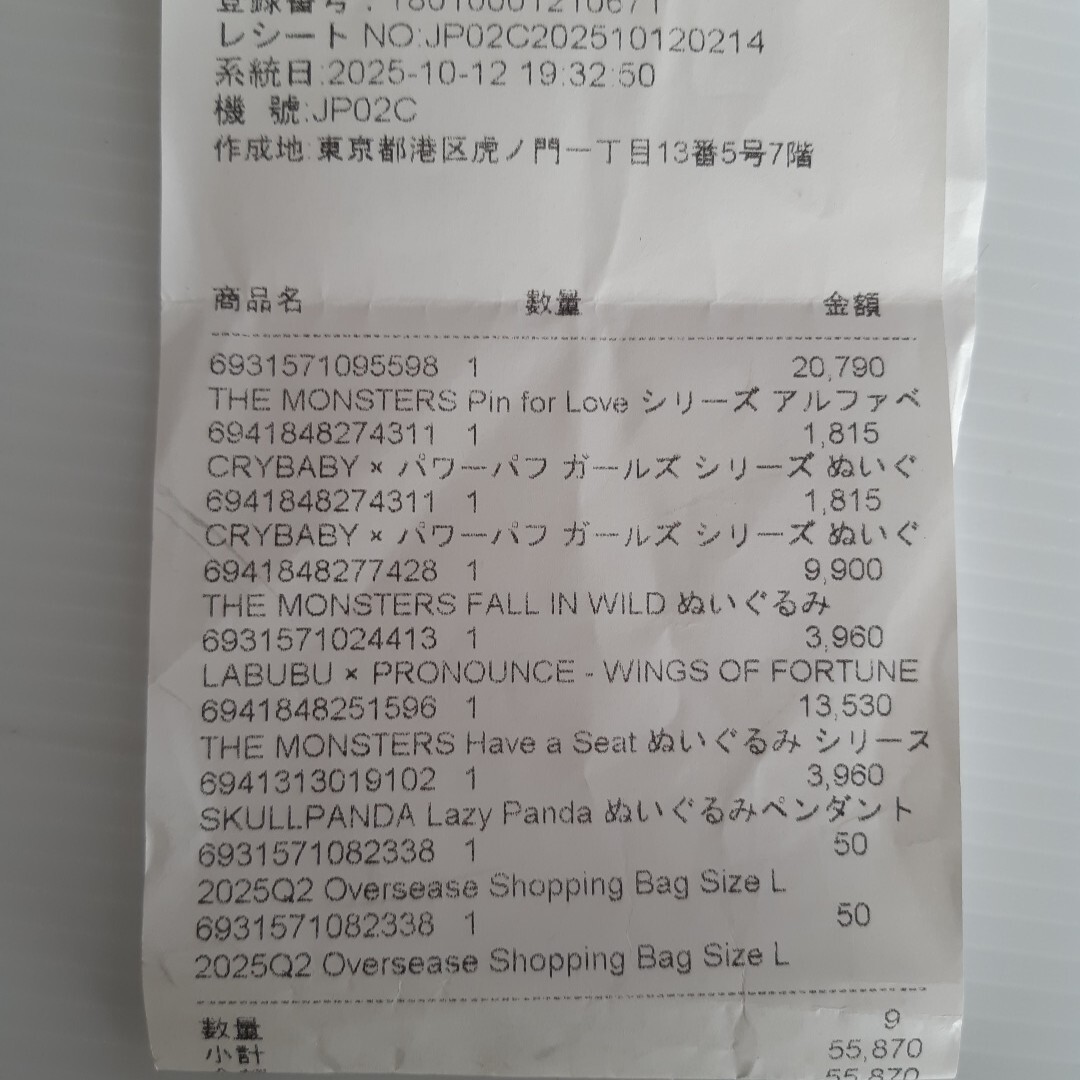 登録番号:
レシート NO:JP02C202510120214
系統日:2025-10-12 19:32:50
機 號:JP02C
作成地:東京都港区虎ノ門一丁目13番5号7階
商品名 数量 金額
6931571095598 1 20,790
THE MONSTERS Pin for Love シリーズ アルファベ
6941848274311 1 1,815
CRYBABY × パワーパフ ガールズ シリーズ ぬいぐ
6941848274311 1 1,815
CRYBABY × パワーパフ ガールズ シリーズ ぬいぐ
6941848277428 1 9,900
THE MONSTERS FALL IN WILD ぬいぐるみ
6931571024413 1 3,960
LABUBU × PRONOUNCE - WINGS OF FORTUNE
6941848251596 1 13,530
THE MONSTERS Have a Seat ぬいぐるみ シリース
6941313019102 1 3,960
SKULLPANDA Lazy Panda ぬいぐるみペンダント
6931571082338 1 50
2025Q2 Oversease Shopping Bag Size L
6931571082338 1 50
2025Q2 Oversease Shopping Bag Size L
数量 9
小計 55,870
55,870